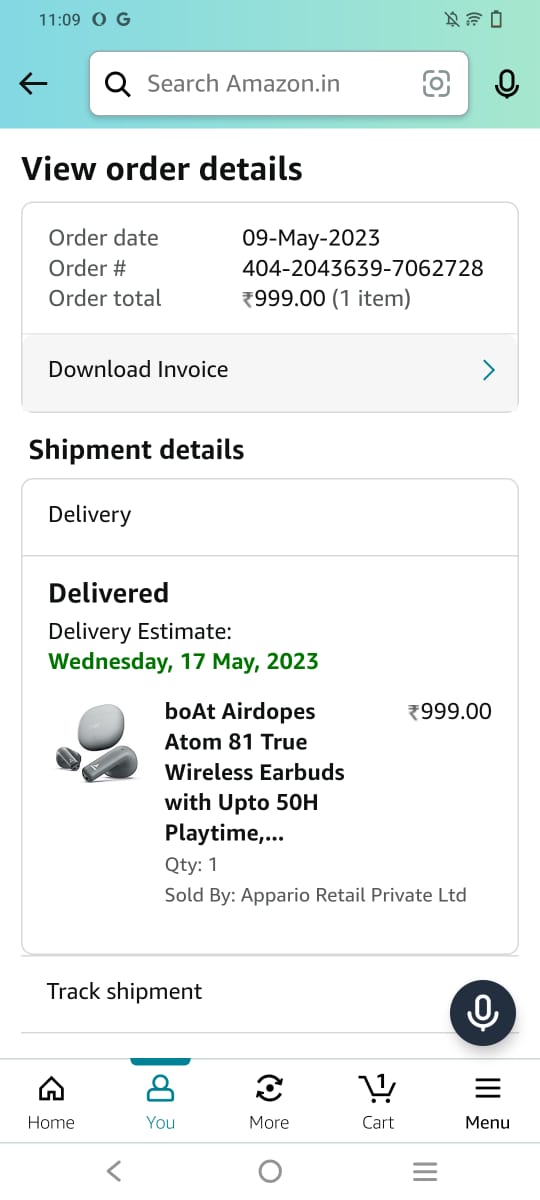 11:09
Search Amazon.in
View order details
Order date 09-May-2023
Order # 404-2043639-7062728
Order total ₹999.00 (1 item)
Download Invoice
Shipment details
Delivery
Delivered
Delivery Estimate:
Wednesday, 17 May, 2023
boAt Airdopes ₹999.00
Atom 81 True
Wireless Earbuds
with Upto 50H
Playtime,...
Qty: 1
Sold By: Appario Retail Private Ltd
Track shipment
1
Home You More Cart Menu